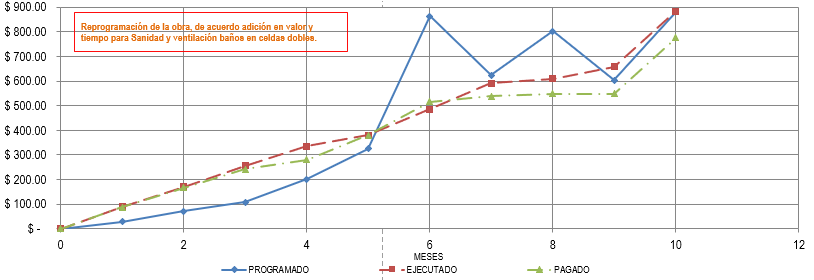 $ 900.00
Reprogramación de la obra, de acuerdo adición en valor y
tiempo para Sanidad y ventilación baños en celdas dobles.
$ 800.00
$ 700.00
$ 600.00
$ 500.00
$ 400.00
$ 300.00
$ 200.00
$ 100.00
$ -
0 2 4 6 8 10 12
MESES
PROGRAMADO EJECUTADO PAGADO